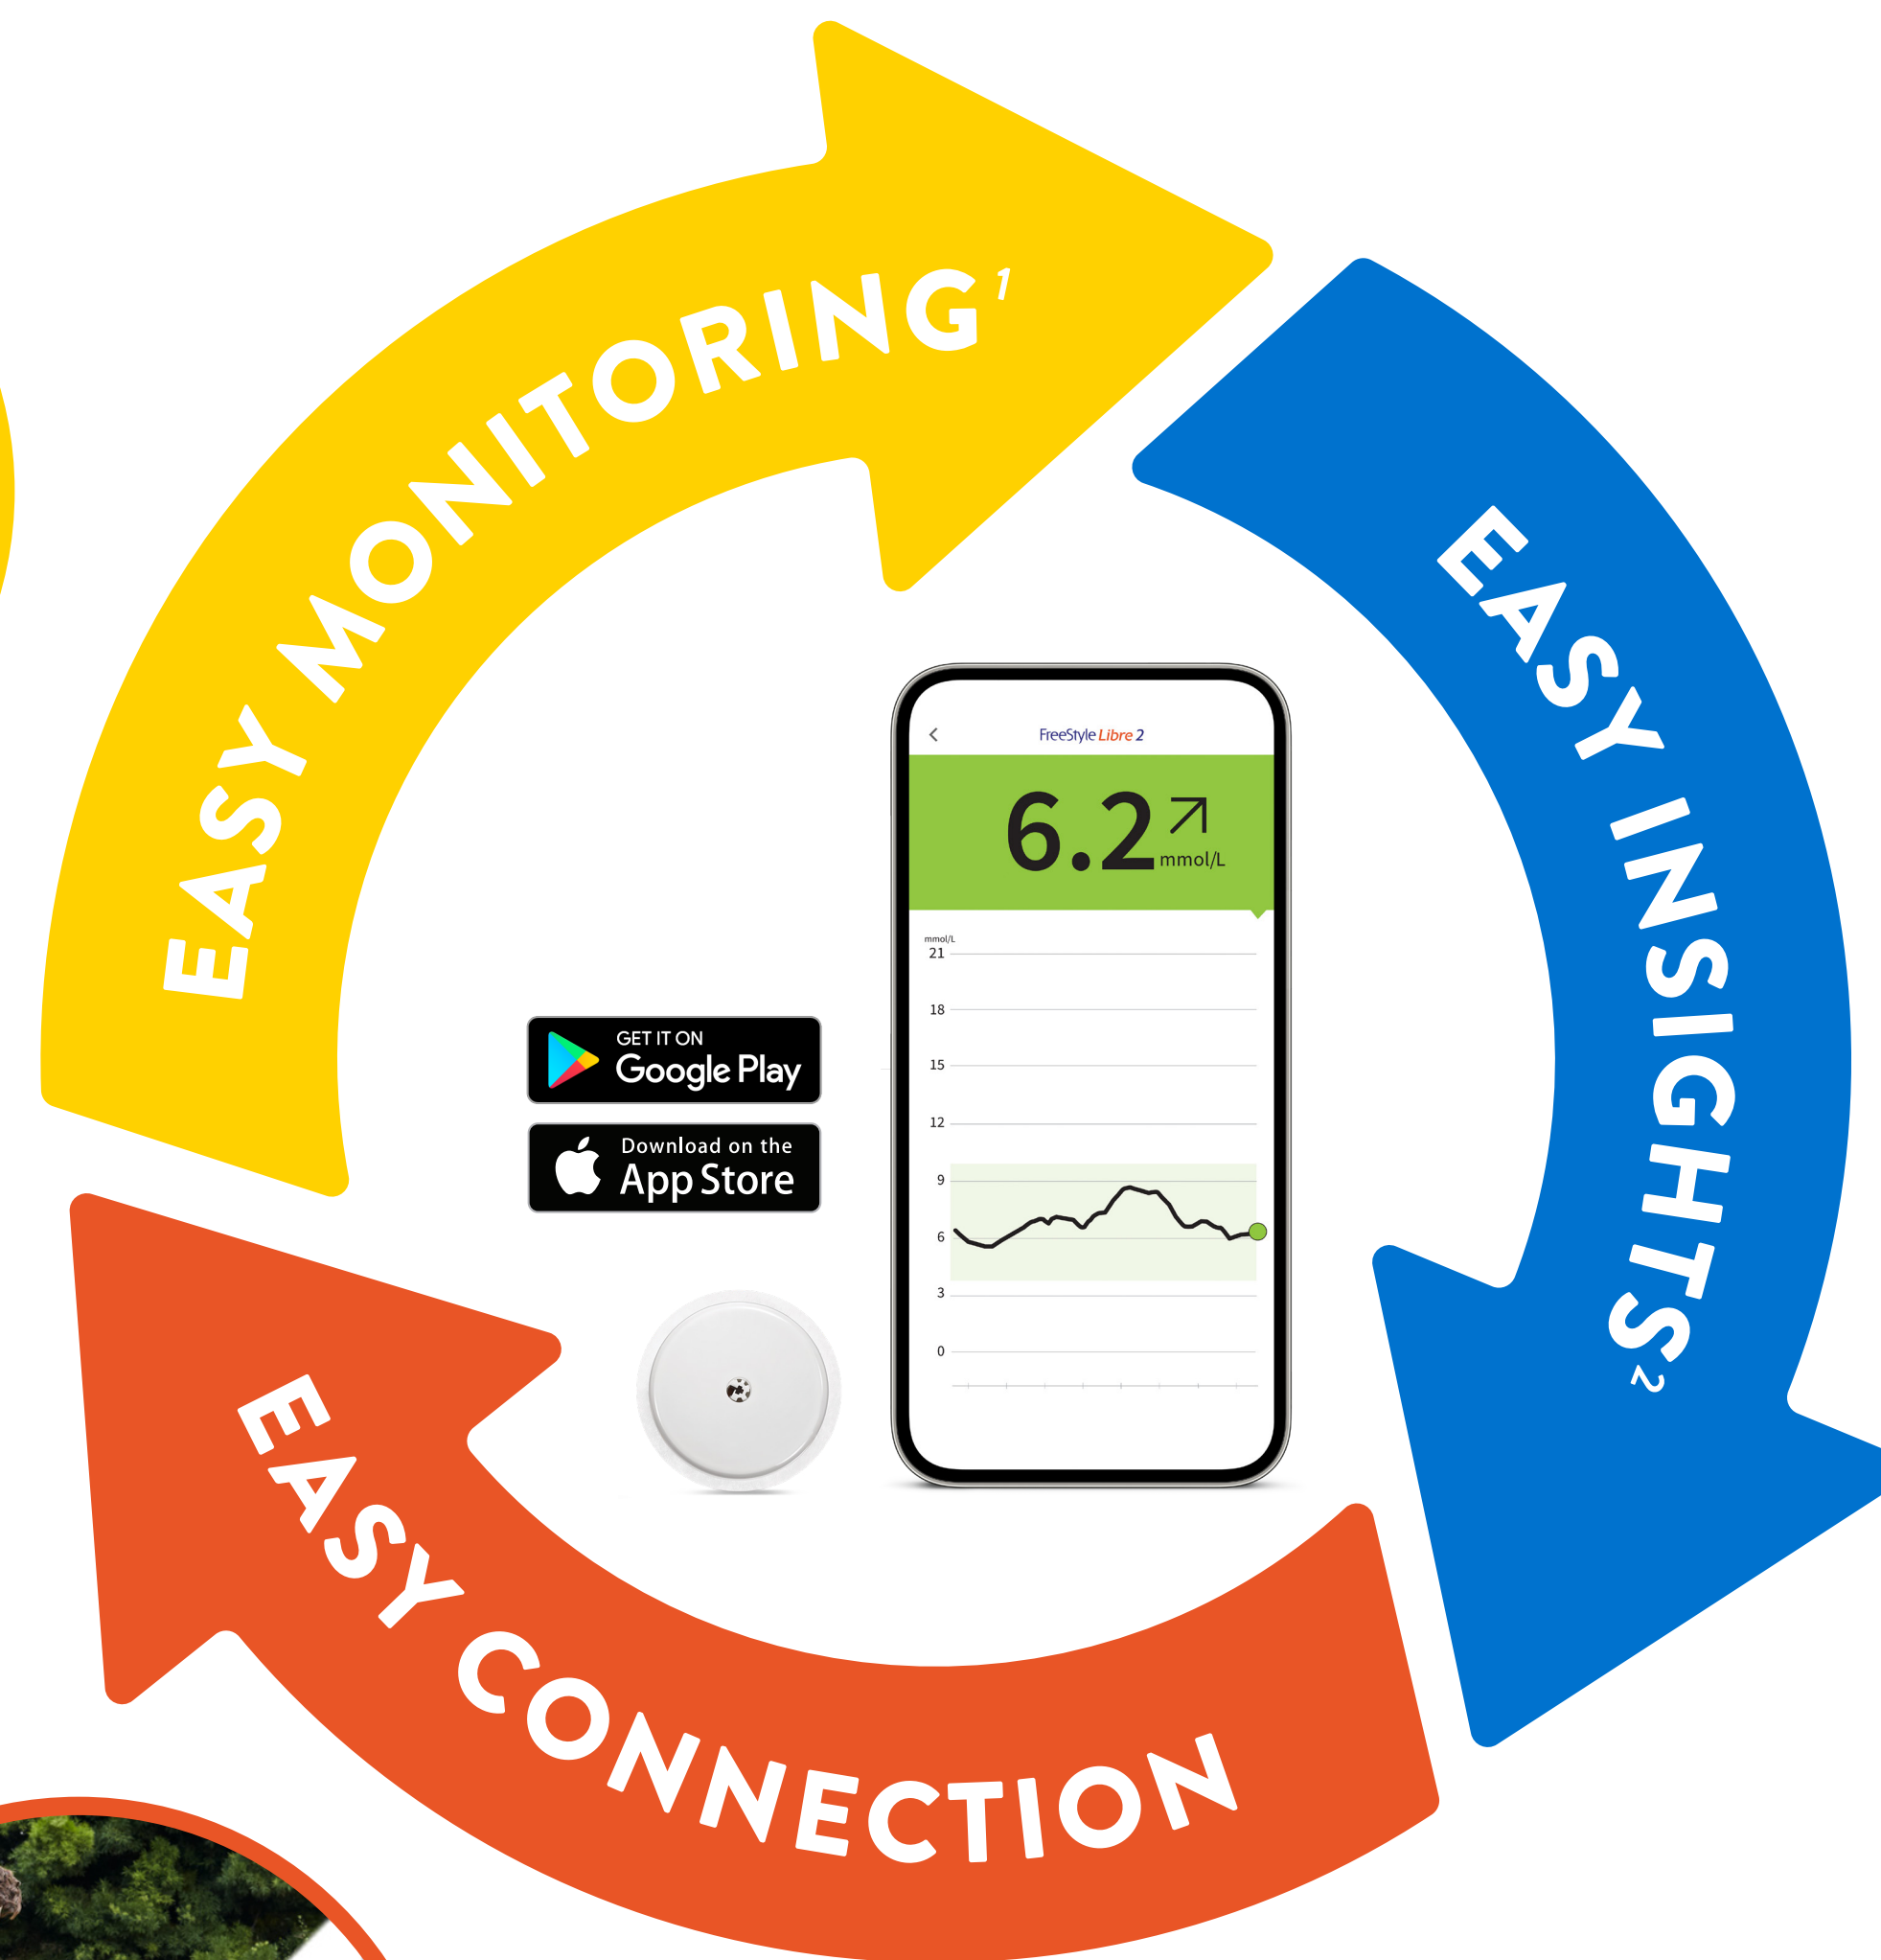 EASY MONITORING¹
EASY INSIGHTS²
FreeStyle Libre 2
6.2 mmol/L
mmol/L
21
18
15
12
9
6
3
0
GET IT ON
Google Play
Download on the
App Store
EASY CONNECTION